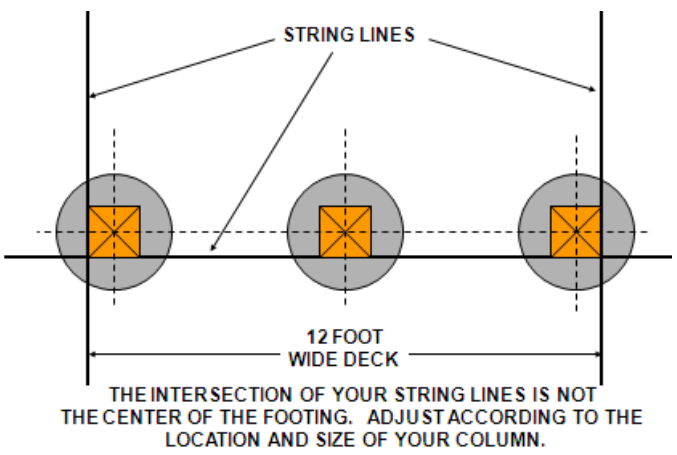 STRING LINES
12 FOOT
WIDE DECK
THE INTERSECTION OF YOUR STRING LINES IS NOT
THE CENTER OF THE FOOTING. ADJUST ACCORDING TO THE
LOCATION AND SIZE OF YOUR COLUMN.